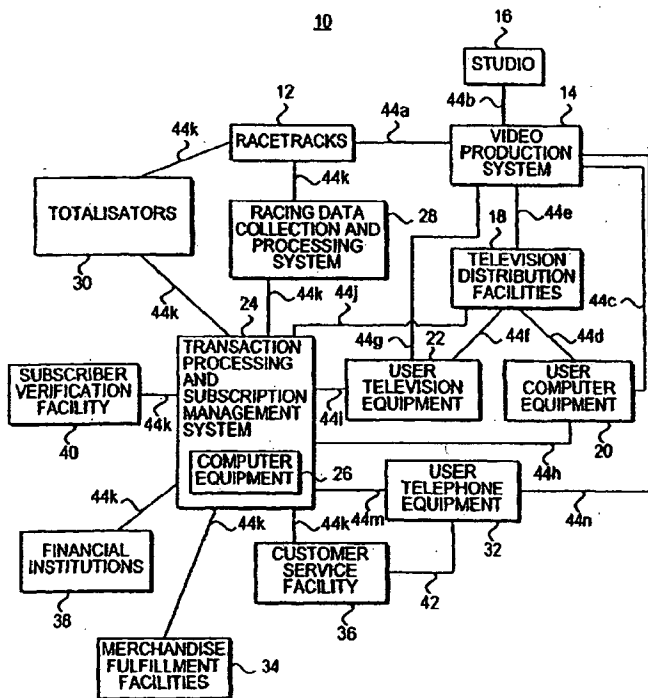 10
16
STUDIO
44b
14
12
44a
RACETRACKS
VIDEO
PRODUCTION
SYSTEM
44k
44k
TOTALISATORS
30
RACING DATA
COLLECTION AND
PROCESSING
SYSTEM
28
18
44e
TELEVISION
DISTRIBUTION
FACILITIES
44c
44k
24
44k
44j
44g
22
44f
44d
TRANSACTION
PROCESSING
AND
SUBSCRIPTION
MANAGEMENT
SYSTEM
SUBSCRIBER
VERIFICATION
FACILITY
40
44k
44l
USER
TELEVISION
EQUIPMENT
USER
COMPUTER
EQUIPMENT
20
44h
COMPUTER
EQUIPMENT
26
USER
TELEPHONE
EQUIPMENT
32
44k
44k
44k
44m
44n
FINANCIAL
INSTITUTIONS
38
CUSTOMER
SERVICE
FACILITY
36
42
MERCHANDISE
FULFILLMENT
FACILITIES
34